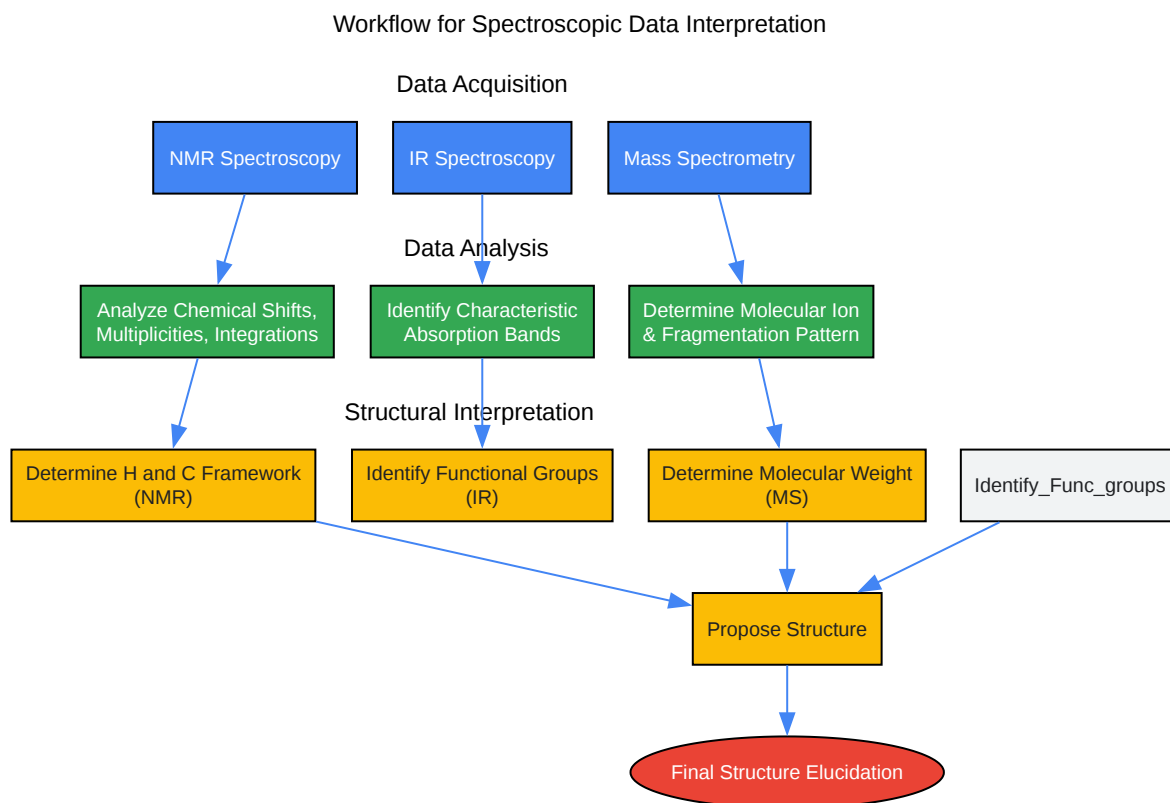 Workflow for Spectroscopic Data Interpretation
Data Acquisition
NMR Spectroscopy
IR Spectroscopy
Mass Spectrometry
Data Analysis
Analyze Chemical Shifts,
Multiplicities, Integrations
Identify Characteristic
Absorption Bands
Determine Molecular Ion
& Fragmentation Pattern
Structural Interpretation
Determine H and C Framework
(NMR)
Identify Functional Groups
(IR)
Determine Molecular Weight
(MS)
Identify_Func_groups
Propose Structure
Final Structure Elucidation